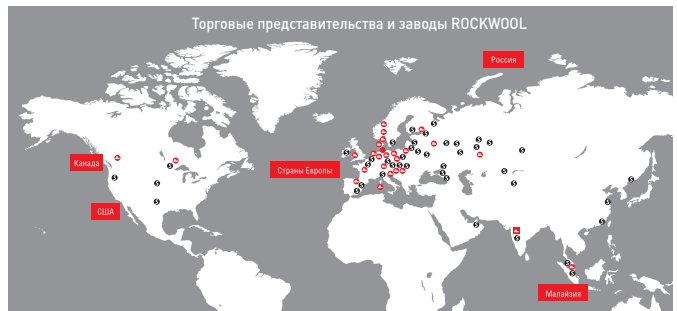 Торговые представительства и заводы ROCKWOOL
Россия
Канада
Страны Европы
США
Малайзия